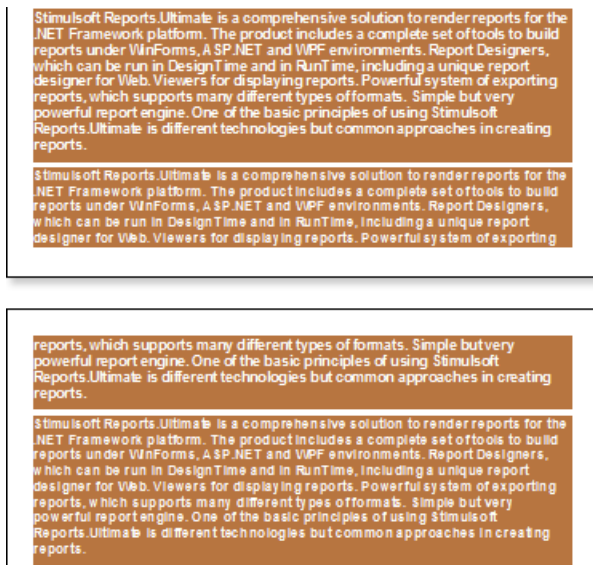 Stimulsoft Reports.Ultimate is a comprehensive solution to render reports for the
.NET Framework platform. The product includes a complete set of tools to build
reports under WinForms, ASP.NET and WPF environments. Report Designers,
which can be run in DesignTime and in RunTime, including a unique report
designer for Web. Viewers for displaying reports. Powerful system of exporting
reports, which supports many different types of formats. Simple but very
powerful report engine. One of the basic principles of using Stimulsoft
Reports.Ultimate is different technologies but common approaches in creating
reports.
Stimulsoft Reports.Ultimate is a comprehensive solution to render reports for the
.NET Framework platform. The product includes a complete set of tools to build
reports under WinForms, ASP.NET and WPF environments. Report Designers,
which can be run in DesignTime and in RunTime, including a unique report
designer for Web. Viewers for displaying reports. Powerful system of exporting
reports, which supports many different types of formats. Simple but very
powerful report engine. One of the basic principles of using Stimulsoft
Reports.Ultimate is different technologies but common approaches in creating
reports.
Stimulsoft Reports.Ultimate is a comprehensive solution to render reports for the
.NET Framework platform. The product includes a complete set of tools to build
reports under WinForms, ASP.NET and WPF environments. Report Designers,
which can be run in DesignTime and in RunTime, including a unique report
designer for Web. Viewers for displaying reports. Powerful system of exporting
reports, which supports many different types of formats. Simple but very
powerful report engine. One of the basic principles of using Stimulsoft
Reports.Ultimate is different technologies but common approaches in creating
reports.